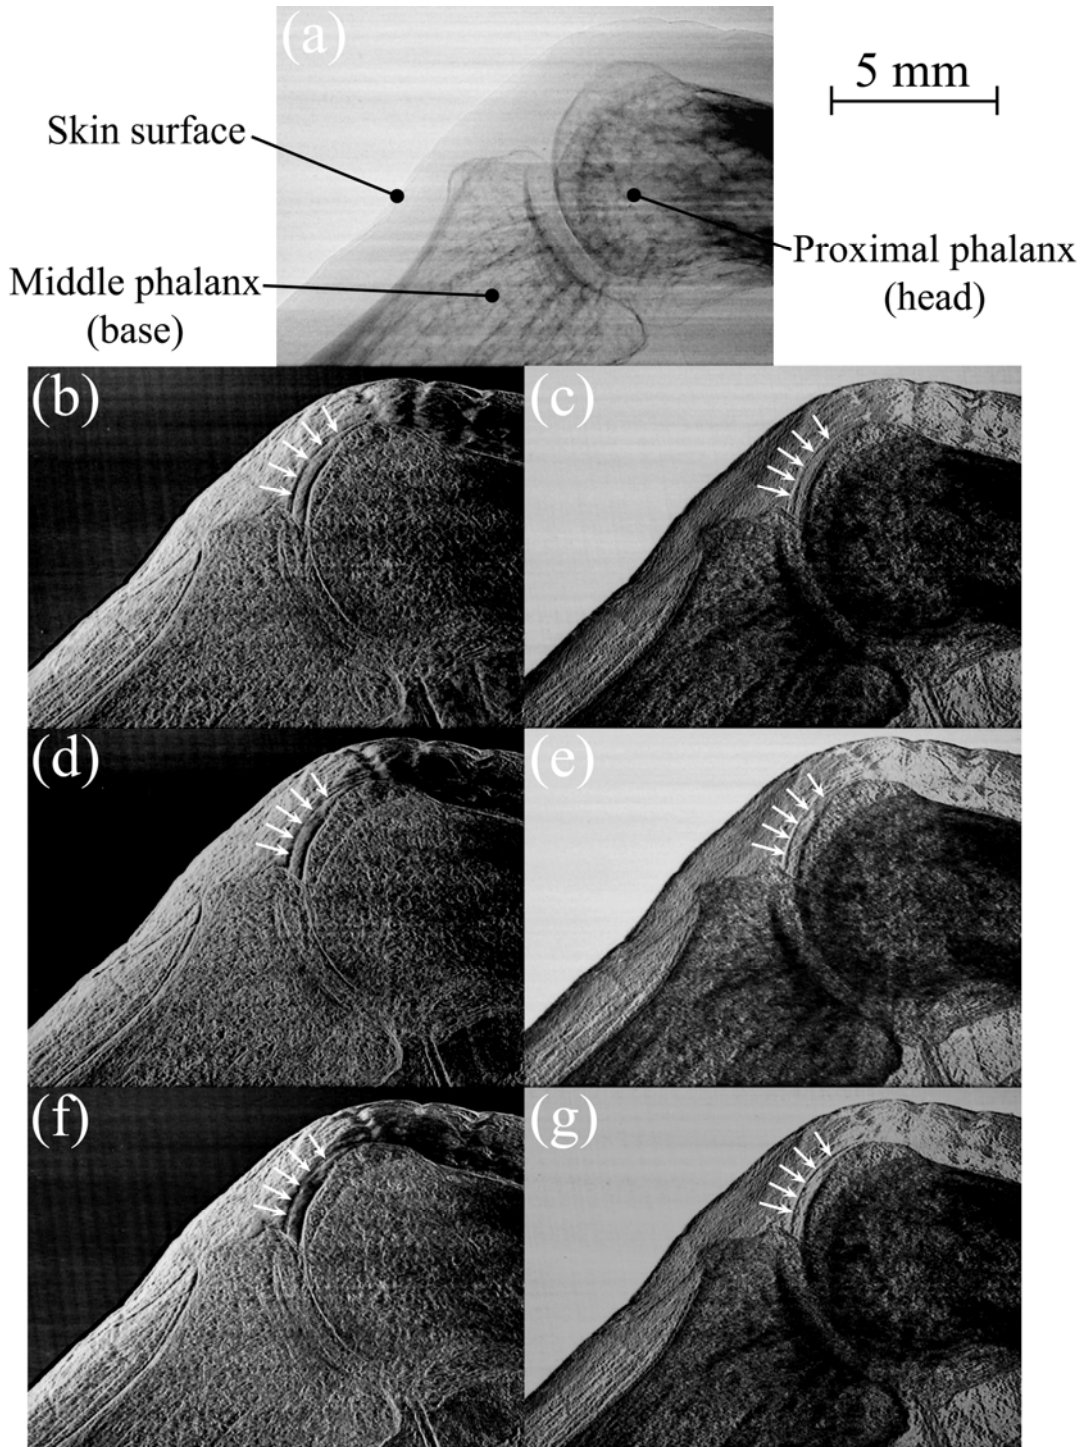 (a)
5 mm
Skin surface
Middle phalanx
(base)
Proximal phalanx
(head)
(b)
(c)
(d)
(e)
(f)
(g)